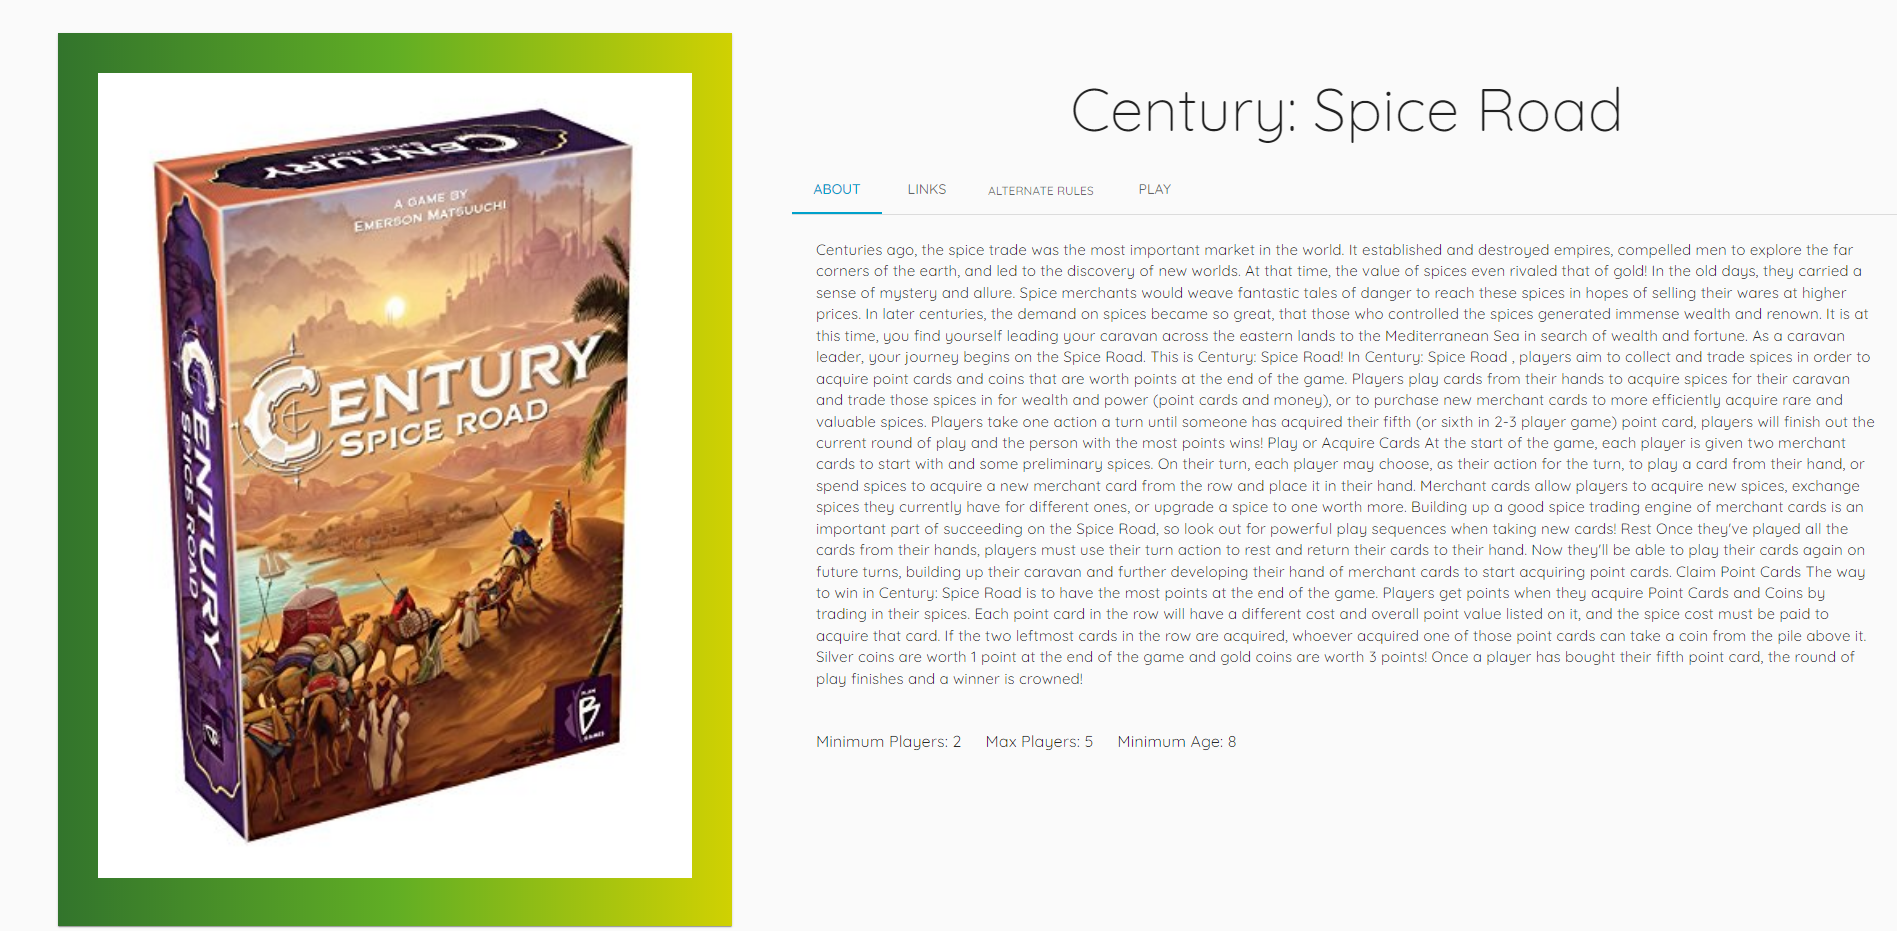 CENTURY
SPICE ROAD
A GAME BY
EMERSON MATSUUCHI
CENTURY
SPICE ROAD
CENTURY
SPICE ROAD
PLAN
B
GAMES
Century: Spice Road
ABOUT
LINKS
ALTERNATE RULES
PLAY
Centuries ago, the spice trade was the most important market in the world. It established and destroyed empires, compelled men to explore the far
corners of the earth, and led to the discovery of new worlds. At that time, the value of spices even rivaled that of gold! In the old days, they carried a
sense of mystery and allure. Spice merchants would weave fantastic tales of danger to reach these spices in hopes of selling their wares at higher
prices. In later centuries, the demand on spices became so great, that those who controlled the spices generated immense wealth and renown. It is at
this time, you find yourself leading your caravan across the eastern lands to the Mediterranean Sea in search of wealth and fortune. As a caravan
leader, your journey begins on the Spice Road. This is Century: Spice Road! In Century: Spice Road , players aim to collect and trade spices in order to
acquire point cards and coins that are worth points at the end of the game. Players play cards from their hands to acquire spices for their caravan
and trade those spices in for wealth and power (point cards and money), or to purchase new merchant cards to more efficiently acquire rare and
valuable spices. Players take one action a turn until someone has acquired their fifth (or sixth in 2-3 player game) point card, players will finish out the
current round of play and the person with the most points wins! Play or Acquire Cards At the start of the game, each player is given two merchant
cards to start with and some preliminary spices. On their turn, each player may choose, as their action for the turn, to play a card from their hand, or
spend spices to acquire a new merchant card from the row and place it in their hand. Merchant cards allow players to acquire new spices, exchange
spices they currently have for different ones, or upgrade a spice to one worth more. Building up a good spice trading engine of merchant cards is an
important part of succeeding on the Spice Road, so look out for powerful play sequences when taking new cards! Rest Once they've played all the
cards from their hands, players must use their turn action to rest and return their cards to their hand. Now they'll be able to play their cards again on
future turns, building up their caravan and further developing their hand of merchant cards to start acquiring point cards. Claim Point Cards The way
to win in Century: Spice Road is to have the most points at the end of the game. Players get points when they acquire Point Cards and Coins by
trading in their spices. Each point card in the row will have a different cost and overall point value listed on it, and the spice cost must be paid to
acquire that card. If the two leftmost cards in the row are acquired, whoever acquired one of those point cards can take a coin from the pile above it.
Silver coins are worth 1 point at the end of the game and gold coins are worth 3 points! Once a player has bought their fifth point card, the round of
play finishes and a winner is crowned!
Minimum Players: 2
Max Players: 5
Minimum Age: 8